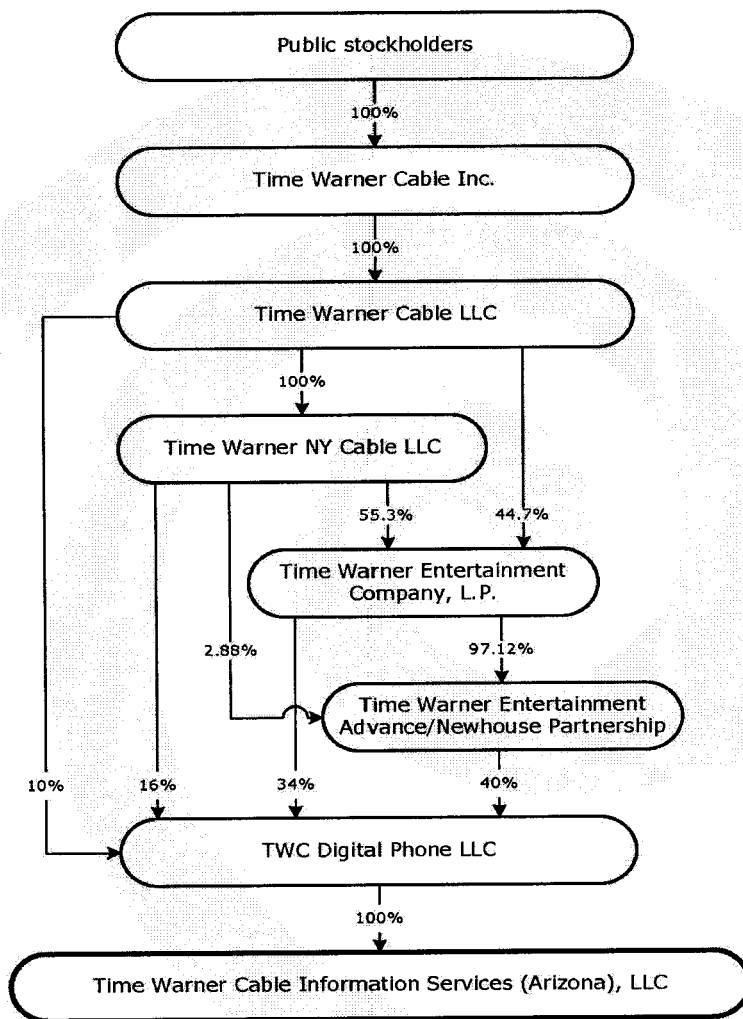 Public stockholders
100%
Time Warner Cable Inc.
100%
Time Warner Cable LLC
100%
Time Warner NY Cable LLC
55.3%
44.7%
Time Warner Entertainment
Company, L.P.
2.88%
97.12%
Time Warner Entertainment
Advance/Newhouse Partnership
10%
16%
34%
40%
TWC Digital Phone LLC
100%
Time Warner Cable Information Services (Arizona), LLC